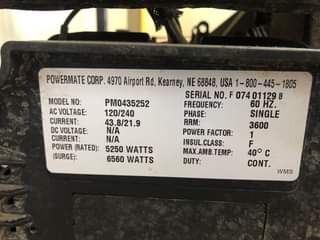 POWERMATE CORP. 4970 Airport Rd, Kearney, NE 68848, USA 1-800-445-1805
SERIAL NO. F 074 01129 B
MODEL NO: PM0435252 FREQUENCY: 60 HZ.
AC VOLTAGE: 120/240 PHASE: SINGLE
CURRENT: 43.8/21.9 RRM: 3600
DC VOLTAGE: N/A POWER FACTOR: 1
CURRENT: N/A INSUL.CLASS: F
POWER (RATED) 5250 WATTS MAX.AMB.TEMP: 40° C
(SURGE: 6560 WATTS DUTY: CONT.
WMS